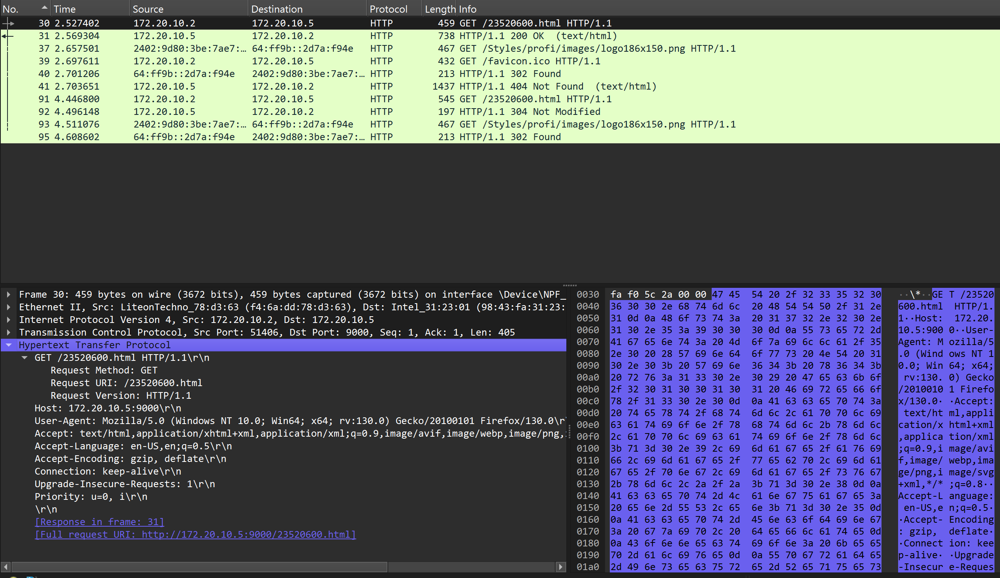 No. Time Source Destination Protocol Length Info
30 2.527402 172.20.10.2 172.20.10.5 HTTP 459 GET /23520600.html HTTP/1.1
31 2.569304 172.20.10.5 172.20.10.2 HTTP 738 HTTP/1.1 200 OK (text/html)
37 2.657501 2402:9d80:3be:7ae7:… 64:ff9b::2d7a:f94e HTTP 467 GET /Styles/profi/images/logo186x150.png HTTP/1.1
39 2.697611 172.20.10.2 172.20.10.5 HTTP 432 GET /favicon.ico HTTP/1.1
40 2.701206 64:ff9b::2d7a:f94e 2402:9d80:3be:7ae7:… HTTP 213 HTTP/1.1 302 Found
41 2.703651 172.20.10.5 172.20.10.2 HTTP 1437 HTTP/1.1 404 Not Found (text/html)
91 4.446800 172.20.10.2 172.20.10.5 HTTP 545 GET /23520600.html HTTP/1.1
92 4.496148 172.20.10.5 172.20.10.2 HTTP 197 HTTP/1.1 304 Not Modified
93 4.511076 2402:9d80:3be:7ae7:… 64:ff9b::2d7a:f94e HTTP 467 GET /Styles/profi/images/logo186x150.png HTTP/1.1
95 4.608602 64:ff9b::2d7a:f94e 2402:9d80:3be:7ae7:… HTTP 213 HTTP/1.1 302 Found
Frame 30: 459 bytes on wire (3672 bits), 459 bytes captured (3672 bits) on interface \Device\NPF_
Ethernet II, Src: LiteonTechno_78:d3:63 (f4:6a:dd:78:d3:63), Dst: Intel_31:23:01 (98:43:fa:31:23:
Internet Protocol Version 4, Src: 172.20.10.2, Dst: 172.20.10.5
Transmission Control Protocol, Src Port: 51406, Dst Port: 9000, Seq: 1, Ack: 1, Len: 405
Hypertext Transfer Protocol
GET /23520600.html HTTP/1.1\r\n
Request Method: GET
Request URI: /23520600.html
Request Version: HTTP/1.1
Host: 172.20.10.5:9000\r\n
User-Agent: Mozilla/5.0 (Windows NT 10.0; Win64; x64; rv:130.0) Gecko/20100101 Firefox/130.0\r\
Accept: text/html,application/xhtml+xml,application/xml;q=0.9,image/avif,image/webp,image/png,
Accept-Language: en-US,en;q=0.5\r\n
Accept-Encoding: gzip, deflate\r\n
Connection: keep-alive\r\n
Upgrade-Insecure-Requests: 1\r\n
Priority: u=0, i\r\n
\r\n
[Response in frame: 31]
[Full request URI: http://172.20.10.5:9000/23520600.html]
0030 fa f0 5c 2a 00 00 47 45 54 20 2f 32 33 35 32 30 ··\*··GE T /23520
0040 36 30 30 2e 68 74 6d 6c 20 48 54 54 50 2f 31 2e 600.html HTTP/1.
0050 31 0d 0a 48 6f 73 74 3a 20 31 37 32 2e 32 30 2e 1··Host: 172.20.
0060 31 30 2e 35 3a 39 30 30 30 0d 0a 55 73 65 72 2d 10.5:900 0··User-
0070 41 67 65 6e 74 3a 20 4d 6f 7a 69 6c 6c 61 2f 35 Agent: M ozilla/5
0080 2e 30 20 28 57 69 6e 64 6f 77 73 20 4e 54 20 31 .0 (Wind ows NT 1
0090 30 2e 30 3b 20 57 69 6e 36 34 3b 20 78 36 34 3b 0.0; Win 64; x64;
00a0 20 72 76 3a 31 33 30 2e 30 29 20 47 65 63 6b 6f rv:130. 0) Gecko
00b0 2f 32 30 31 30 30 31 30 31 20 46 69 72 65 66 6f /2010010 1 Firefo
00c0 78 2f 31 33 30 2e 30 0d 0a 41 63 63 65 70 74 3a x/130.0· ·Accept:
00d0 20 74 65 78 74 2f 68 74 6d 6c 2c 61 70 70 6c 69 text/ht ml,appli
00e0 63 61 74 69 6f 6e 2f 78 68 74 6d 6c 2b 78 6d 6c cation/x html+xml
00f0 2c 61 70 70 6c 69 63 61 74 69 6f 6e 2f 78 6d 6c ,applica tion/xml
0100 3b 71 3d 30 2e 39 2c 69 6d 61 67 65 2f 61 76 69 ;q=0.9,i mage/avi
0110 66 2c 69 6d 61 67 65 2f 77 65 62 70 2c 69 6d 61 f,image/ webp,ima
0120 67 65 2f 70 6e 67 2c 69 6d 61 67 65 2f 73 76 67 ge/png,i mage/svg
0130 2b 78 6d 6c 2c 2a 2f 2a 3b 71 3d 30 2e 38 0d 0a +xml,*/* ;q=0.8··
0140 41 63 63 65 70 74 2d 4c 61 6e 67 75 61 67 65 3a Accept-L anguage:
0150 20 65 6e 2d 55 53 2c 65 6e 3b 71 3d 30 2e 35 0d en-US,e n;q=0.5·
0160 0a 41 63 63 65 70 74 2d 45 6e 63 6f 64 69 6e 67 ·Accept- Encoding
0170 3a 20 67 7a 69 70 2c 20 64 65 66 6c 61 74 65 0d : gzip, deflate·
0180 0a 43 6f 6e 6e 65 63 74 69 6f 6e 3a 20 6b 65 65 ·Connect ion: kee
0190 70 2d 61 6c 69 76 65 0d 0a 55 70 67 72 61 64 65 p-alive· ·Upgrade
01a0 2d 49 6e 73 65 63 75 72 65 2d 52 65 71 75 65 73 -Insecur e-Reques